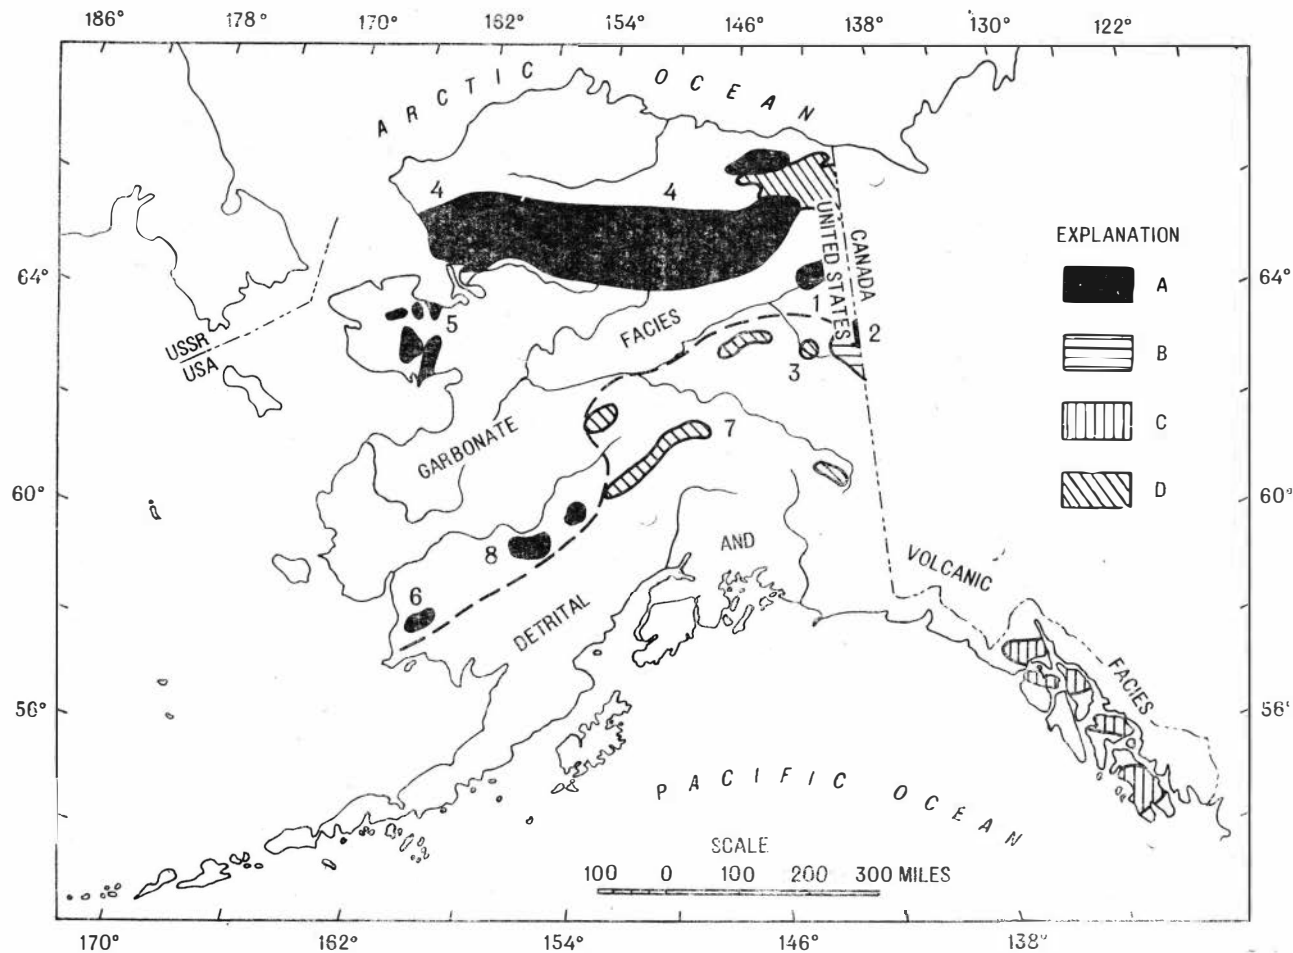 186° 178° 170° 162° 154° 146° 138° 130° 122°
ARCTIC OCEAN
4 4
CANADA
UNITED STATES
EXPLANATION
64° 64°
A
1
FACIES
5
2
USSR
USA
3
B
7
GARBONATE
C
60° 60°
D
8
AND
VOLCANIC
6
DETRITAL
FACIES
56° 56°
PACIFIC OCEAN
SCALE
100 0 100 200 300 MILES
170° 162° 154° 146° 138°